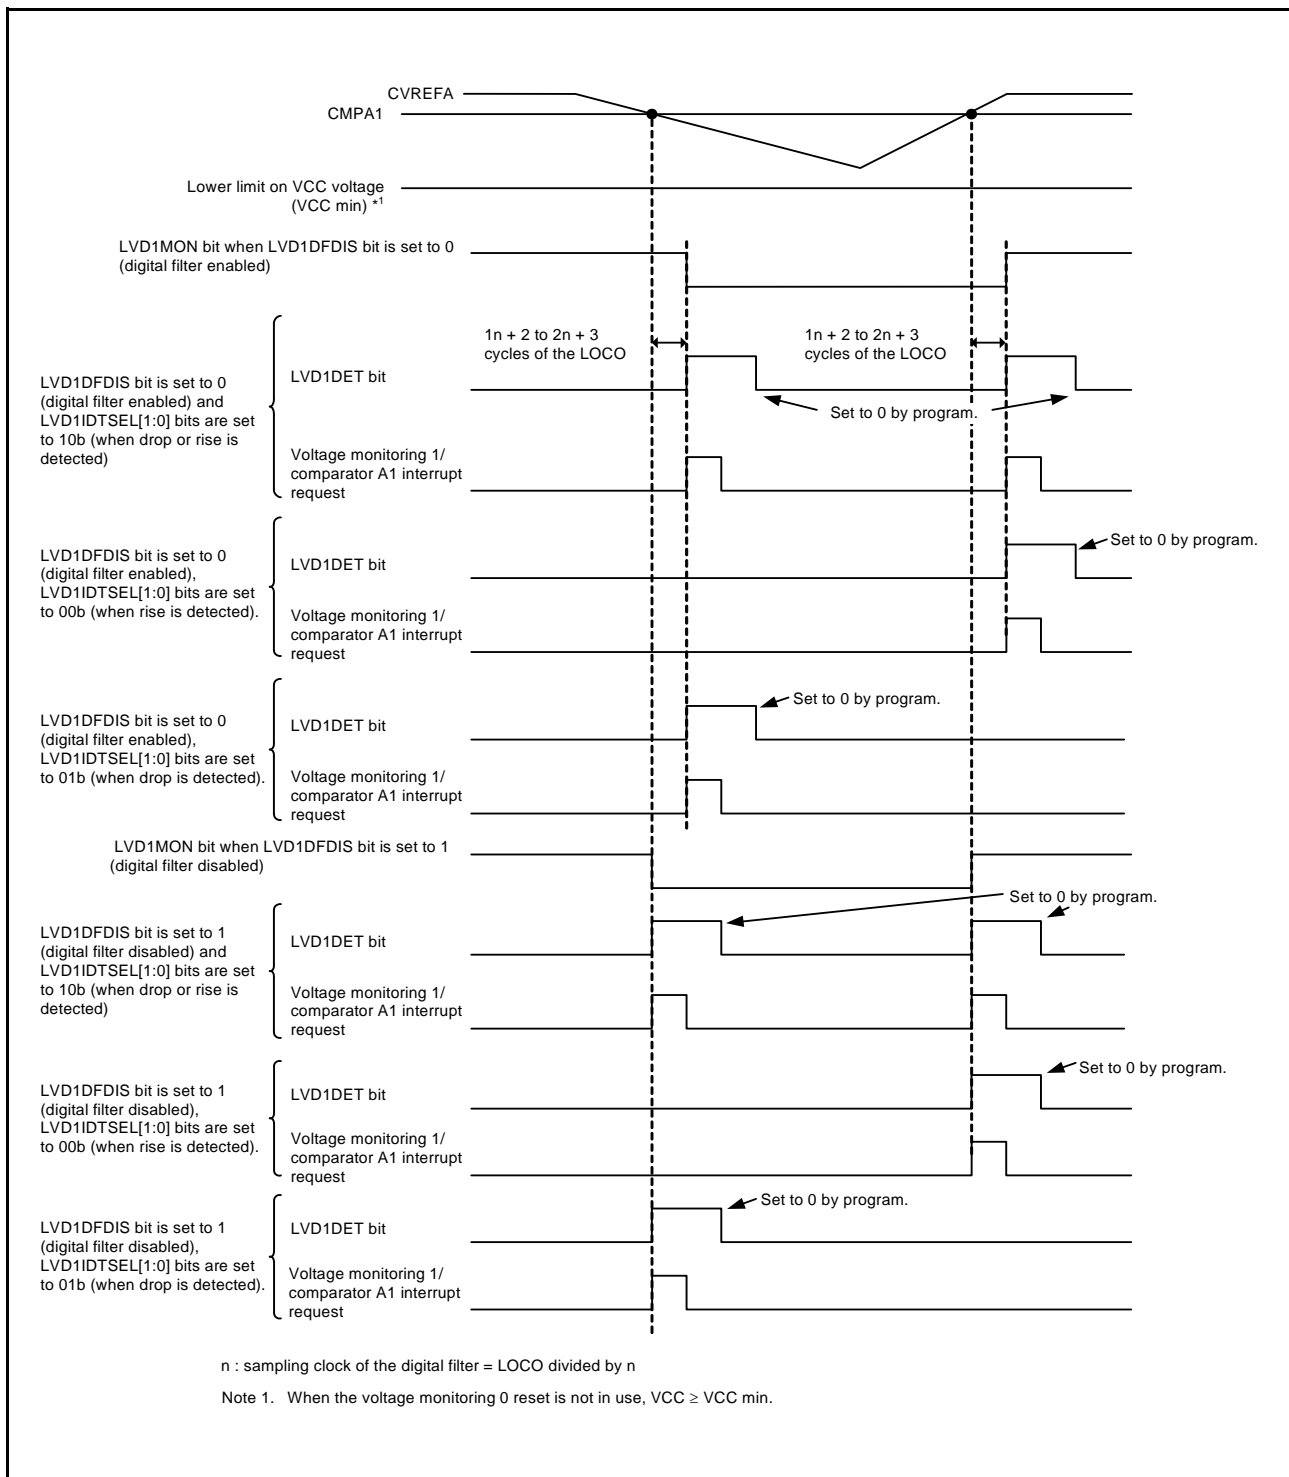 CVREFA
CMPA1
Lower limit on VCC voltage
(VCC min) *1
LVD1MON bit when LVD1DFDIS bit is set to 0
(digital filter enabled)
1n + 2 to 2n + 3
cycles of the LOCO
1n + 2 to 2n + 3
cycles of the LOCO
LVD1DFDIS bit is set to 0
(digital filter enabled) and
LVD1IDTSEL[1:0] bits are set
to 10b (when drop or rise is
detected)
LVD1DET bit
Set to 0 by program.
Voltage monitoring 1/
comparator A1 interrupt
request
LVD1DFDIS bit is set to 0
(digital filter enabled),
LVD1IDTSEL[1:0] bits are set
to 00b (when rise is detected).
LVD1DET bit
Set to 0 by program.
Voltage monitoring 1/
comparator A1 interrupt
request
LVD1DFDIS bit is set to 0
(digital filter enabled),
LVD1IDTSEL[1:0] bits are set
to 01b (when drop is detected).
LVD1DET bit
Set to 0 by program.
Voltage monitoring 1/
comparator A1 interrupt
request
LVD1MON bit when LVD1DFDIS bit is set to 1
(digital filter disabled)
LVD1DFDIS bit is set to 1
(digital filter disabled) and
LVD1IDTSEL[1:0] bits are set
to 10b (when drop or rise is
detected)
LVD1DET bit
Set to 0 by program.
Voltage monitoring 1/
comparator A1 interrupt
request
LVD1DFDIS bit is set to 1
(digital filter disabled),
LVD1IDTSEL[1:0] bits are set
to 00b (when rise is detected).
LVD1DET bit
Set to 0 by program.
Voltage monitoring 1/
comparator A1 interrupt
request
LVD1DFDIS bit is set to 1
(digital filter disabled),
LVD1IDTSEL[1:0] bits are set
to 01b (when drop is detected).
LVD1DET bit
Set to 0 by program.
Voltage monitoring 1/
comparator A1 interrupt
request
n : sampling clock of the digital filter = LOCO divided by n
Note 1. When the voltage monitoring 0 reset is not in use, VCC ≥ VCC min.